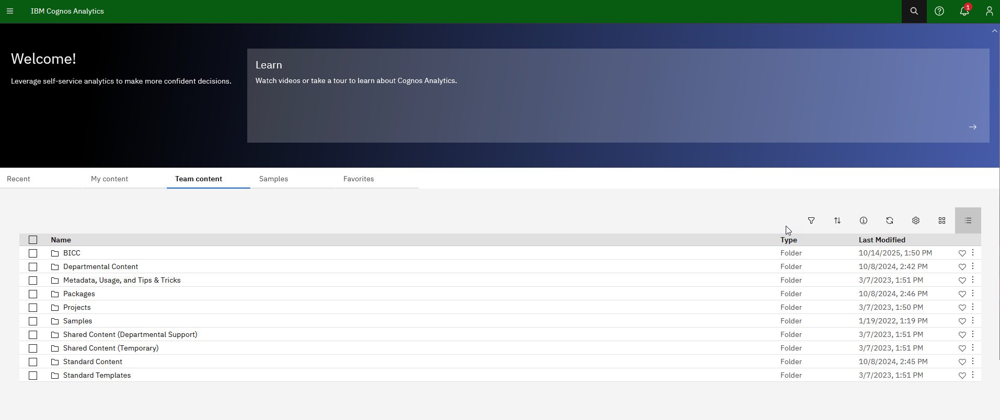 IBM Cognos Analytics
1
Welcome!
Leverage self-service analytics to make more confident decisions.
Learn
Watch videos or take a tour to learn about Cognos Analytics.
Recent My content Team content Samples Favorites
Name Type Last Modified
BICC Folder 10/14/2025, 1:50 PM
Departmental Content Folder 10/8/2024, 2:42 PM
Metadata, Usage, and Tips & Tricks Folder 3/7/2023, 1:51 PM
Packages Folder 10/8/2024, 2:46 PM
Projects Folder 3/7/2023, 1:50 PM
Samples Folder 1/19/2022, 1:19 PM
Shared Content (Departmental Support) Folder 3/7/2023, 1:51 PM
Shared Content (Temporary) Folder 3/7/2023, 1:51 PM
Standard Content Folder 10/8/2024, 2:45 PM
Standard Templates Folder 3/7/2023, 1:51 PM